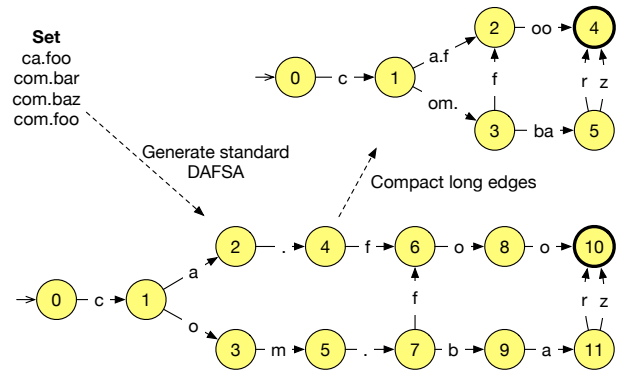 Set
ca.foo
com.bar
com.baz
com.foo
0 c 1 a.f 2 oo 4
om. f r z
3 ba 5
Generate standard
DAFSA
Compact long edges
2 . 4 f 6 o 8 o 10
0 c 1 a f r z
o
3 m 5 . 7 b 9 a 11